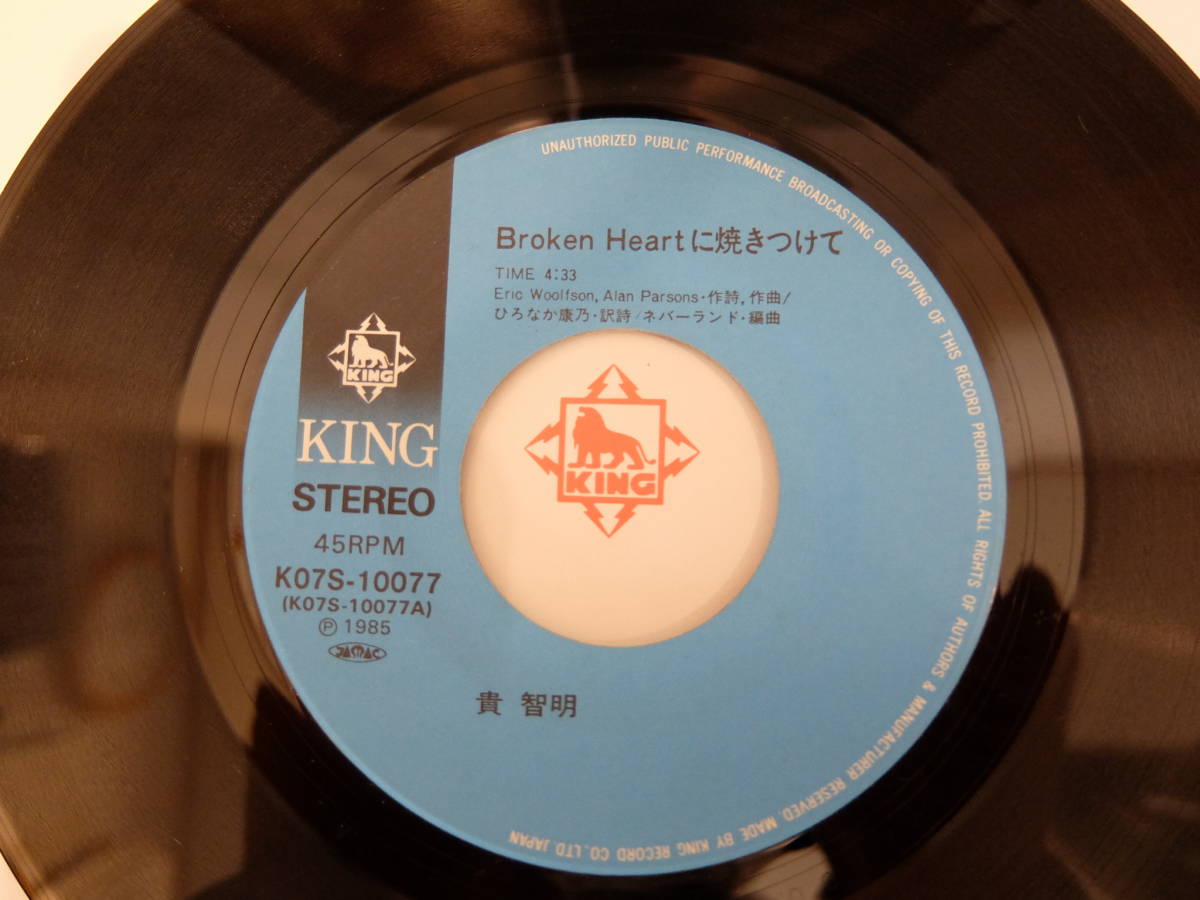 UNAUTHORIZED PUBLIC PERFORMANCE BROADCASTING OR COPYING OF THIS RECORD PROHIBITED. ALL RIGHTS OF AUTHORS & MANUFACTURER RESERVED. MADE BY KING RECORD CO., LTD. JAPAN
Broken Heartに焼きつけて
TIME 4:33
Eric Woolfson, Alan Parsons・作詩, 作曲/
ひろなか康乃・訳詩/ネバーランド・編曲
KING
KING
KING
STEREO
45RPM
K07S-10077
(K07S-10077A)
Ⓟ 1985
JASRAC
貴 智明